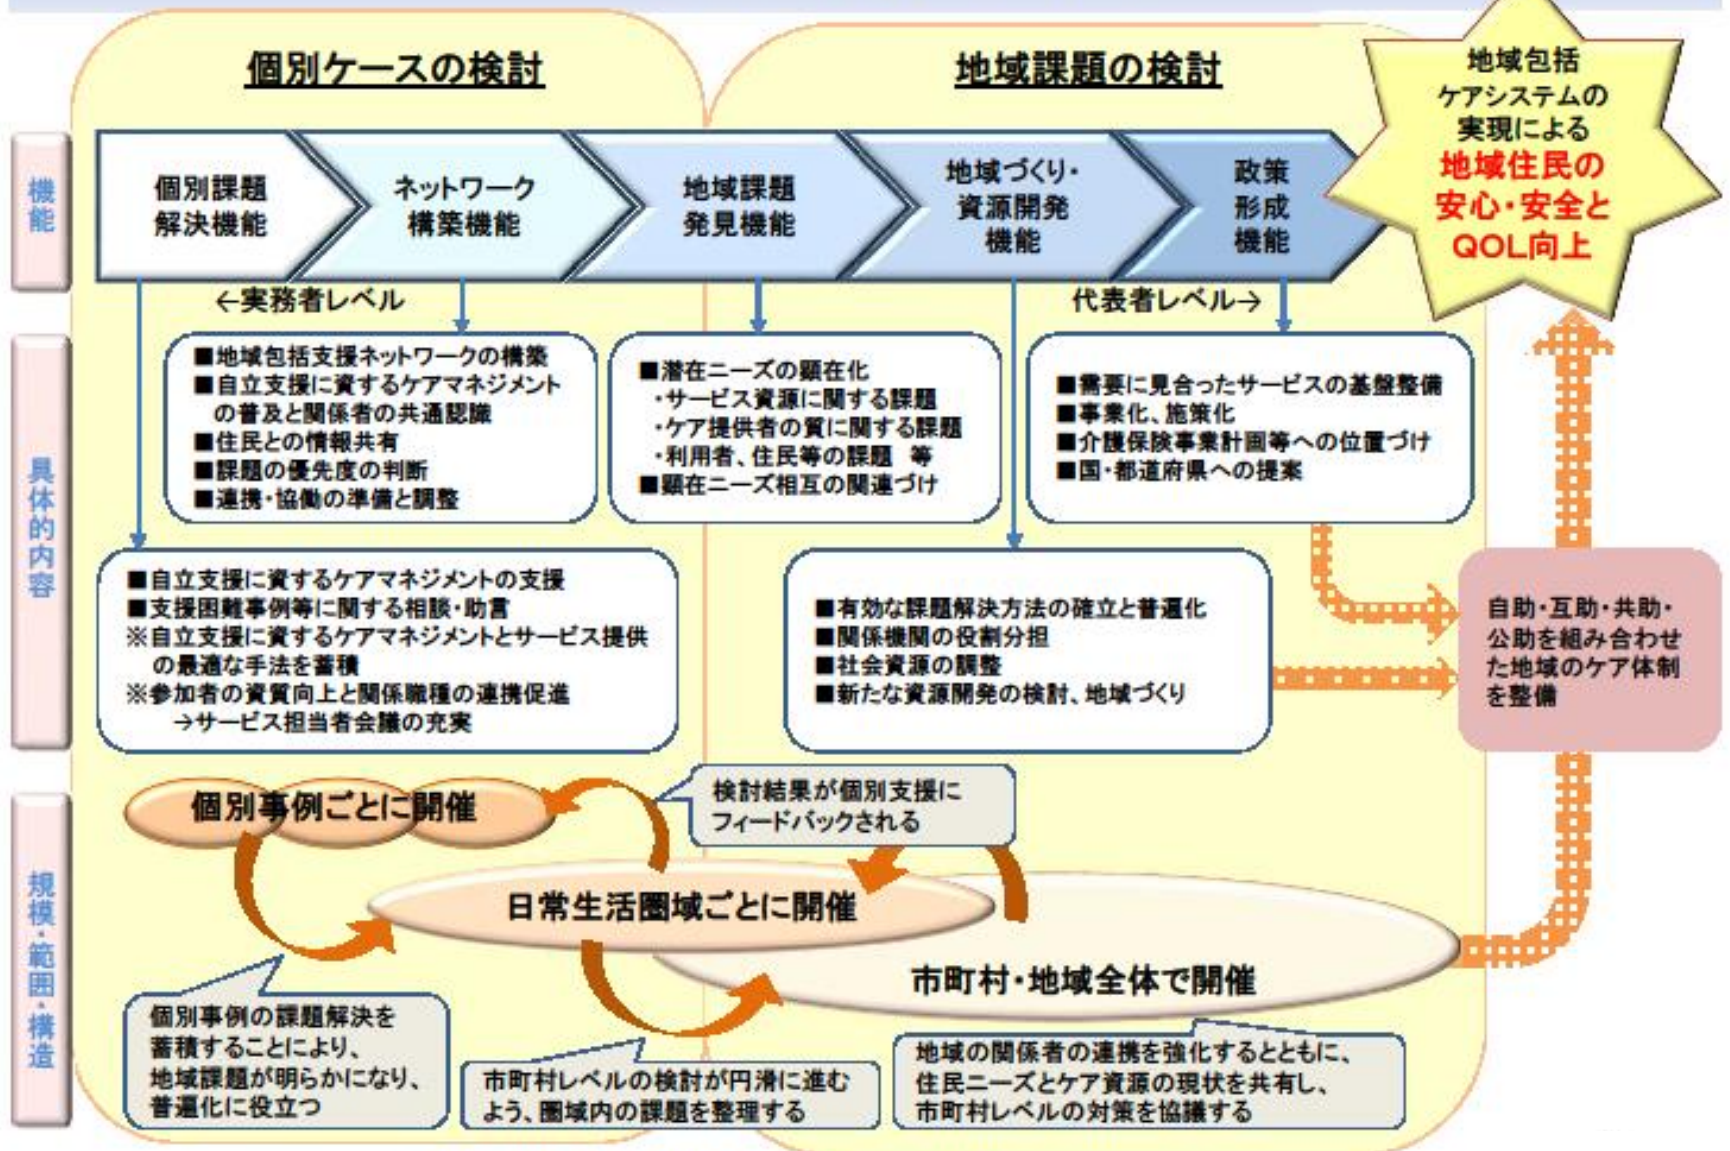 個別ケースの検討
地域課題の検討
地域包括
ケアシステムの
実現による
地域住民の
安心・安全と
QOL向上
機能
個別課題
解決機能
ネットワーク
構築機能
地域課題
発見機能
地域づくり・
資源開発
機能
政策
形成
機能
←実務者レベル
代表者レベル→
具体的内容
■地域包括支援ネットワークの構築
■自立支援に資するケアマネジメント
の普及と関係者の共通認識
■住民との情報共有
■課題の優先度の判断
■連携・協働の準備と調整
■潜在ニーズの顕在化
・サービス資源に関する課題
・ケア提供者の質に関する課題
・利用者、住民等の課題 等
■顕在ニーズ相互の関連づけ
■需要に見合ったサービスの基盤整備
■事業化、施策化
■介護保険事業計画等への位置づけ
■国・都道府県への提案
■自立支援に資するケアマネジメントの支援
■支援困難事例等に関する相談・助言
※自立支援に資するケアマネジメントとサービス提供
の最適な手法を蓄積
※参加者の資質向上と関係職種の連携促進
→サービス担当者会議の充実
■有効な課題解決方法の確立と普遍化
■関係機関の役割分担
■社会資源の調整
■新たな資源開発の検討、地域づくり
自助・互助・共助・
公助を組み合わせ
た地域のケア体制
を整備
規模・範囲・構造
個別事例ごとに開催
検討結果が個別支援に
フィードバックされる
日常生活圏域ごとに開催
市町村・地域全体で開催
個別事例の課題解決を
蓄積することにより、
地域課題が明らかになり、
普遍化に役立つ
市町村レベルの検討が円滑に進む
よう、圏域内の課題を整理する
地域の関係者の連携を強化するとともに、
住民ニーズとケア資源の現状を共有し、
市町村レベルの対策を協議する